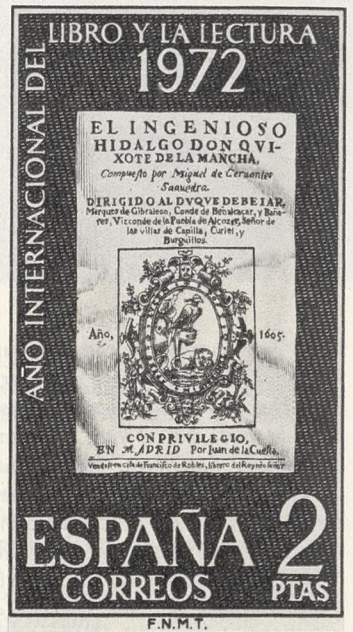 AÑO INTERNACIONAL DEL
LIBRO Y LA LECTURA
1972
EL INGENIOSO
HIDALGO DON QVI-
XOTE DE LA MANCHA,
Compuesto por Miguel de Ceruantes
Saauedra.
DIRIGIDO AL DVQVE DE BEIAR,
Marques de Gibraleon, Conde de Benalcaçar, y Baña-
res, Vizconde de la Puebla de Alcozer, Señor de
las villas de Capilla, Curiel, y
Burguillos.
Año, 1605.
CON PRIVILEGIO,
EN MADRID Por Iuan de la Cuesta.
Vendese en casa de Francisco de Robles, librero del Rey nro señor
ESPAÑA 2
CORREOS PTAS
F.N.M.T.